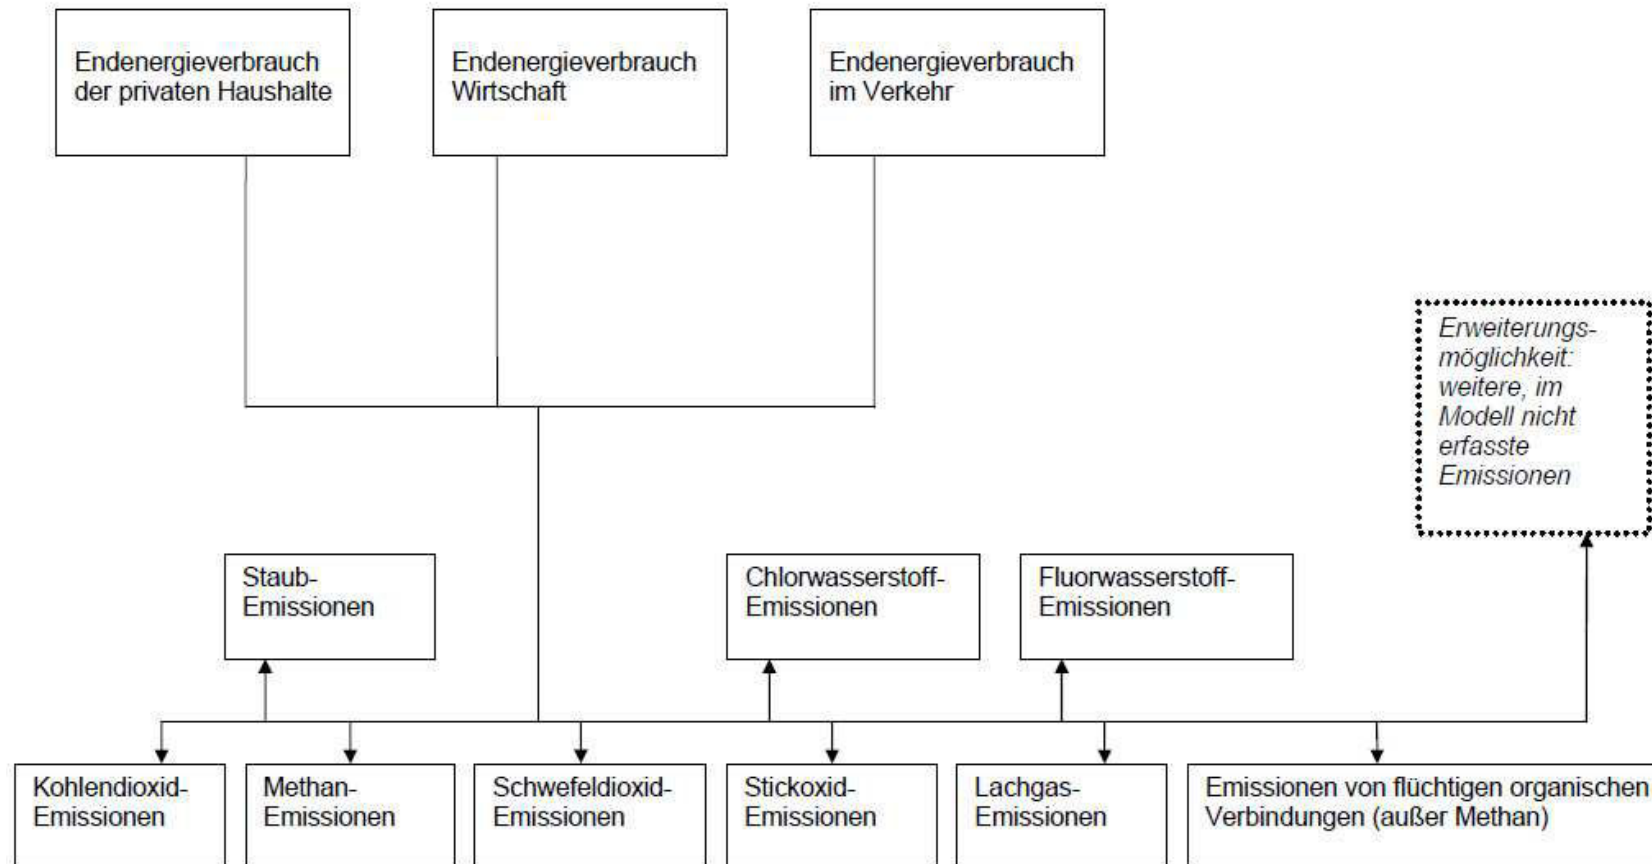 Endenergieverbrauch
der privaten Haushalte
Endenergieverbrauch
Wirtschaft
Endenergieverbrauch
im Verkehr
Erweiterungs-
möglichkeit:
weitere, im
Modell nicht
erfasste
Emissionen
Staub-
Emissionen
Chlorwasserstoff-
Emissionen
Fluorwasserstoff-
Emissionen
Kohlendioxid-
Emissionen
Methan-
Emissionen
Schwefeldioxid-
Emissionen
Stickoxid-
Emissionen
Lachgas-
Emissionen
Emissionen von flüchtigen organischen
Verbindungen (außer Methan)